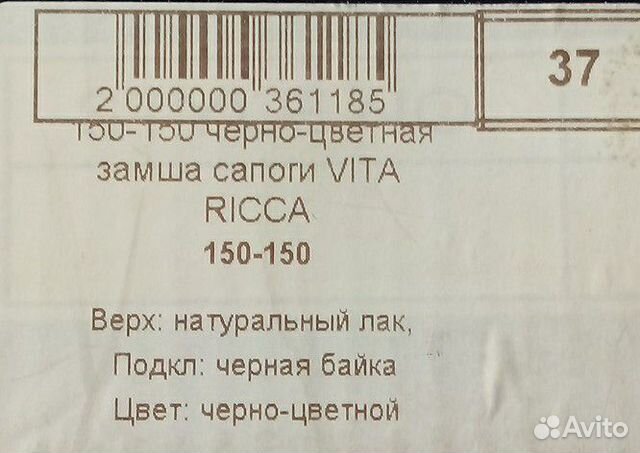 37
2 000000 361185
150-150 черно-цветная
замша сапоги VITA
RICCA
150-150
Верх: натуральный лак,
Подкл: черная байка
Цвет: черно-цветной
Avito